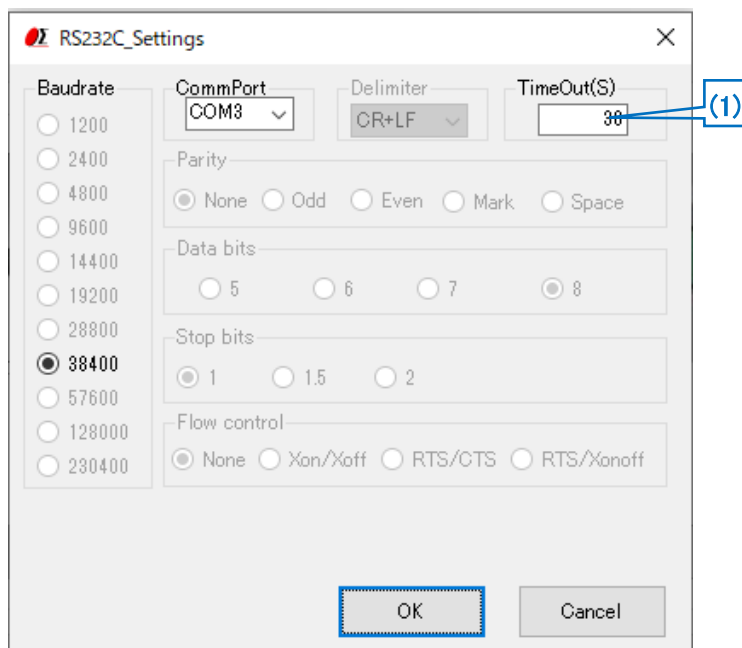 RS232C_Settings
Baudrate
1200
2400
4800
9600
14400
19200
28800
38400
57600
128000
230400
CommPort
COM3
Delimiter
CR+LF
TimeOut(S)
30
(1)
Parity
None Odd Even Mark Space
Data bits
5 6 7 8
Stop bits
1 1.5 2
Flow control
None Xon/Xoff RTS/CTS RTS/Xonoff
OK Cancel